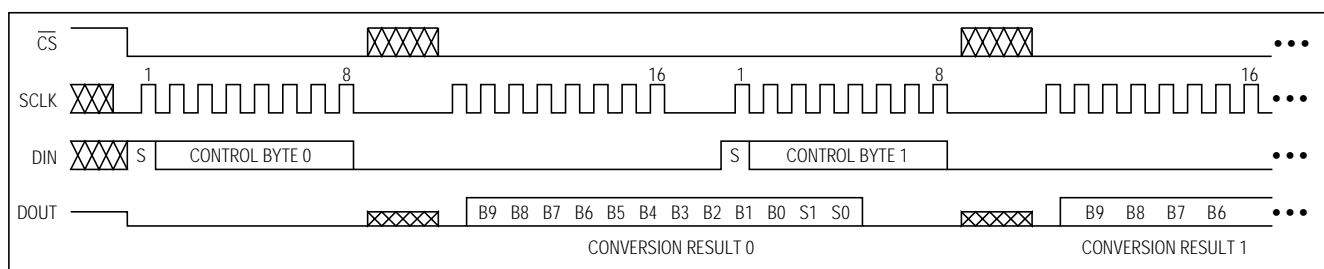 CS
1 8 16 1 8 16
SCLK
DIN S CONTROL BYTE 0 S CONTROL BYTE 1
DOUT B9 B8 B7 B6 B5 B4 B3 B2 B1 B0 S1 S0 B9 B8 B7 B6
CONVERSION RESULT 0 CONVERSION RESULT 1